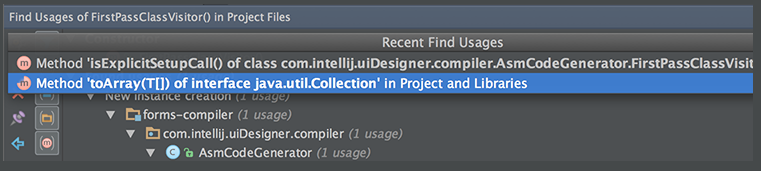 Find Usages of FirstPassClassVisitor() in Project Files
Recent Find Usages
Method 'isExplicitSetupCall() of class com.intellij.uiDesigner.compiler.AsmCodeGenerator.FirstPassClassVisit
Method 'toArray(T[]) of interface java.util.Collection' in Project and Libraries
New instance creation (1 usage)
forms-compiler (1 usage)
com.intellij.uiDesigner.compiler (1 usage)
AsmCodeGenerator (1 usage)